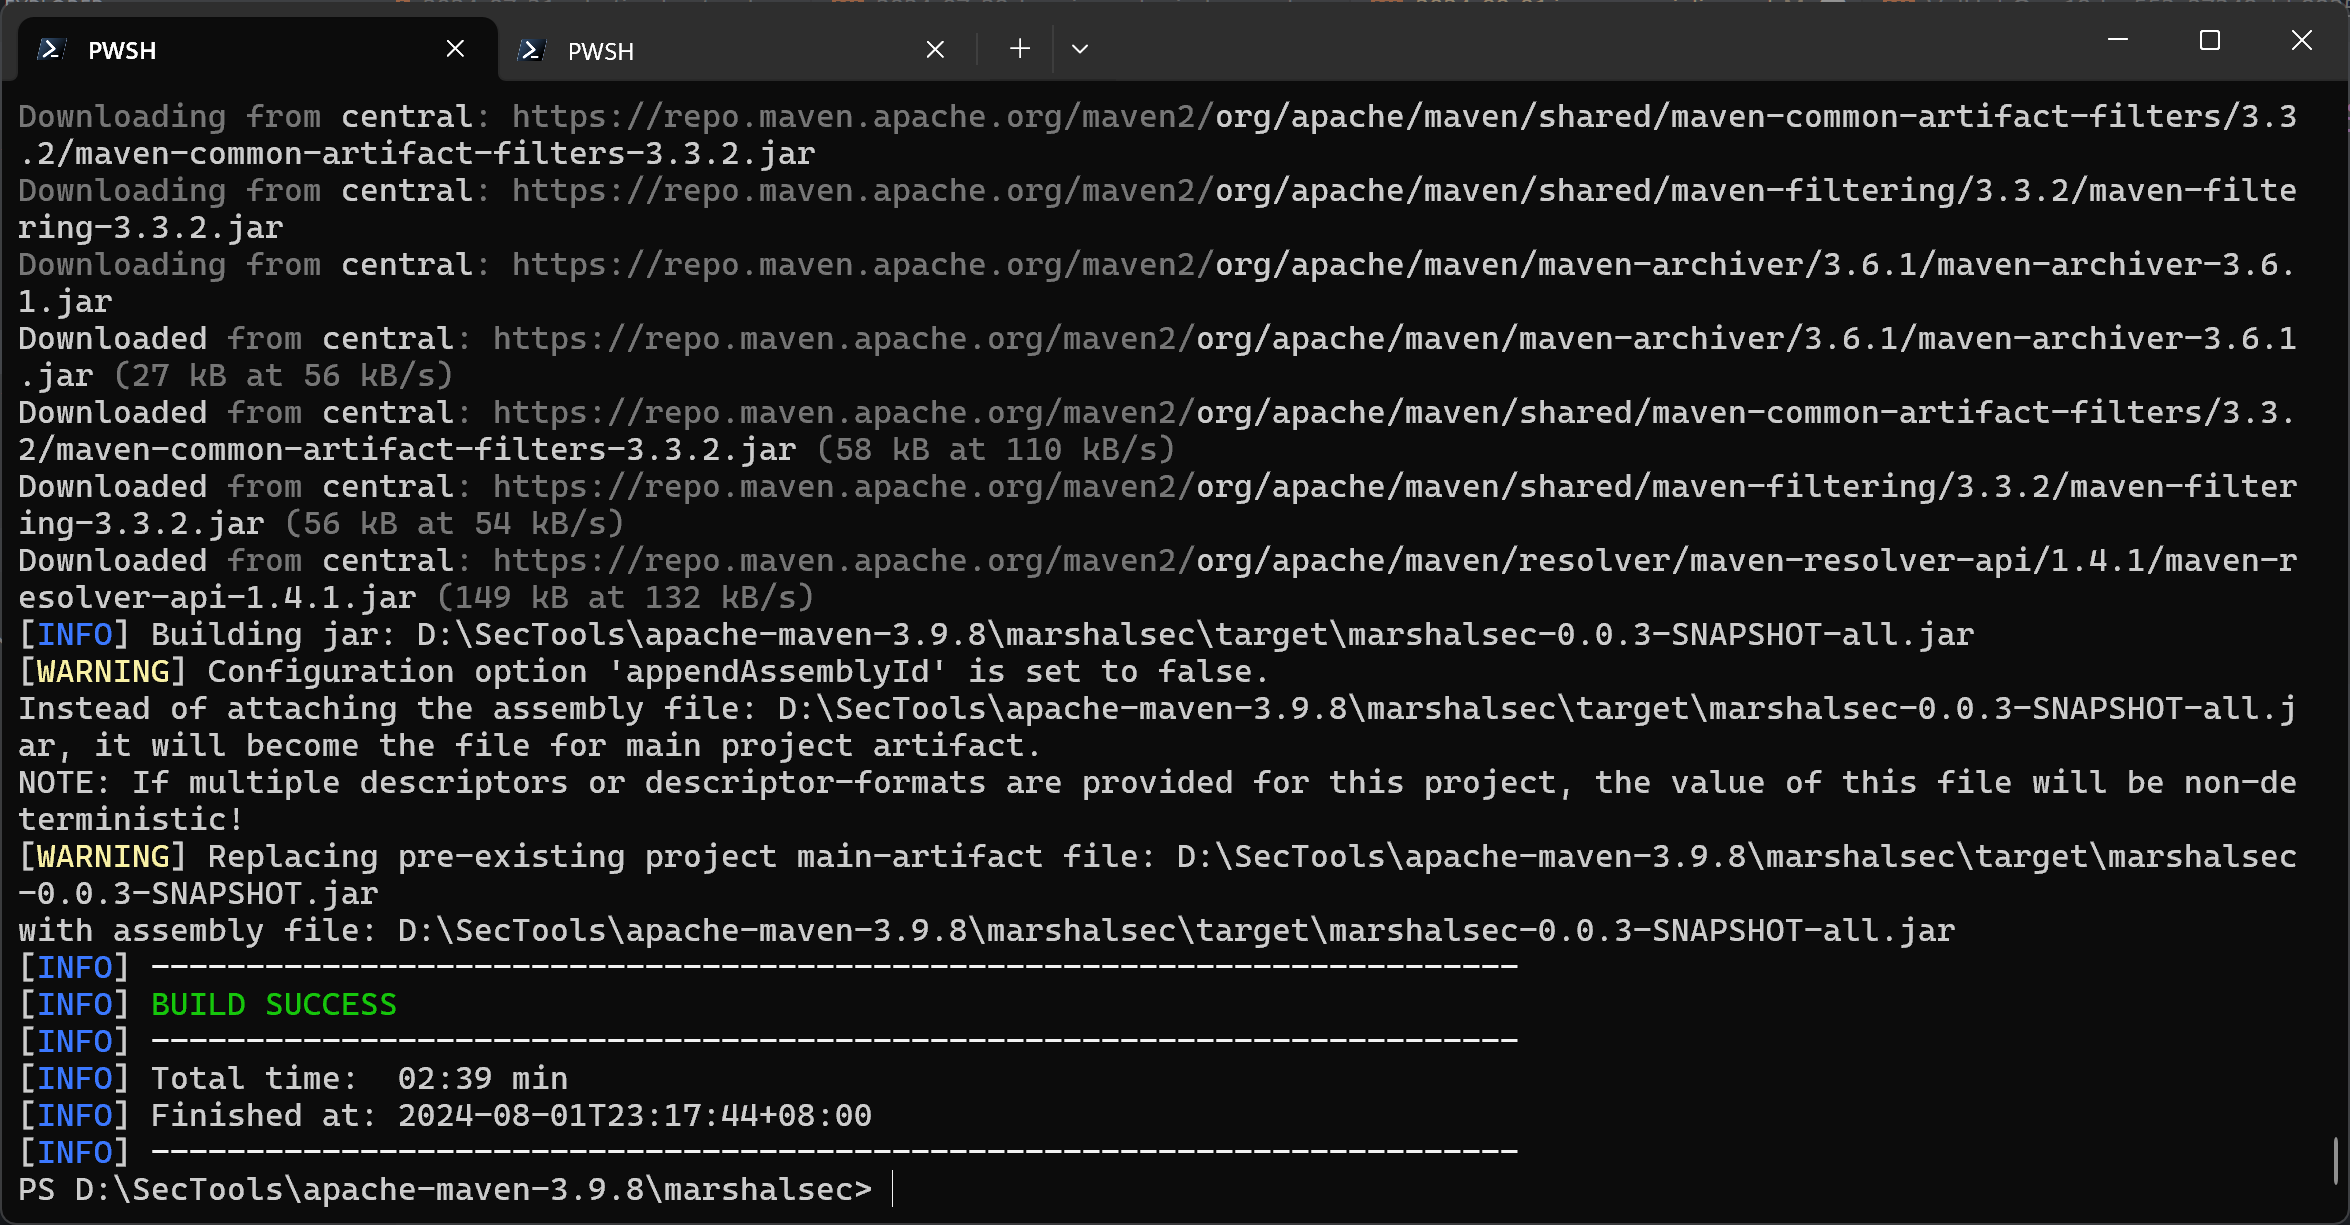 PWSH
PWSH
Downloading from central: https://repo.maven.apache.org/maven2/org/apache/maven/shared/maven-common-artifact-filters/3.3
.2/maven-common-artifact-filters-3.3.2.jar
Downloading from central: https://repo.maven.apache.org/maven2/org/apache/maven/shared/maven-filtering/3.3.2/maven-filte
ring-3.3.2.jar
Downloading from central: https://repo.maven.apache.org/maven2/org/apache/maven/maven-archiver/3.6.1/maven-archiver-3.6.
1.jar
Downloaded from central: https://repo.maven.apache.org/maven2/org/apache/maven/maven-archiver/3.6.1/maven-archiver-3.6.1
.jar (27 kB at 56 kB/s)
Downloaded from central: https://repo.maven.apache.org/maven2/org/apache/maven/shared/maven-common-artifact-filters/3.3.
2/maven-common-artifact-filters-3.3.2.jar (58 kB at 110 kB/s)
Downloaded from central: https://repo.maven.apache.org/maven2/org/apache/maven/shared/maven-filtering/3.3.2/maven-filter
ing-3.3.2.jar (56 kB at 54 kB/s)
Downloaded from central: https://repo.maven.apache.org/maven2/org/apache/maven/resolver/maven-resolver-api/1.4.1/maven-r
esolver-api-1.4.1.jar (149 kB at 132 kB/s)
[INFO] Building jar: D:\SecTools\apache-maven-3.9.8\marshalsec\target\marshalsec-0.0.3-SNAPSHOT-all.jar
[WARNING] Configuration option 'appendAssemblyId' is set to false.
Instead of attaching the assembly file: D:\SecTools\apache-maven-3.9.8\marshalsec\target\marshalsec-0.0.3-SNAPSHOT-all.j
ar, it will become the file for main project artifact.
NOTE: If multiple descriptors or descriptor-formats are provided for this project, the value of this file will be non-de
terministic!
[WARNING] Replacing pre-existing project main-artifact file: D:\SecTools\apache-maven-3.9.8\marshalsec\target\marshalsec
-0.0.3-SNAPSHOT.jar
with assembly file: D:\SecTools\apache-maven-3.9.8\marshalsec\target\marshalsec-0.0.3-SNAPSHOT-all.jar
[INFO] ------------------------------------------------------------------------
[INFO] BUILD SUCCESS
[INFO] ------------------------------------------------------------------------
[INFO] Total time:  02:39 min
[INFO] Finished at: 2024-08-01T23:17:44+08:00
[INFO] ------------------------------------------------------------------------
PS D:\SecTools\apache-maven-3.9.8\marshalsec>